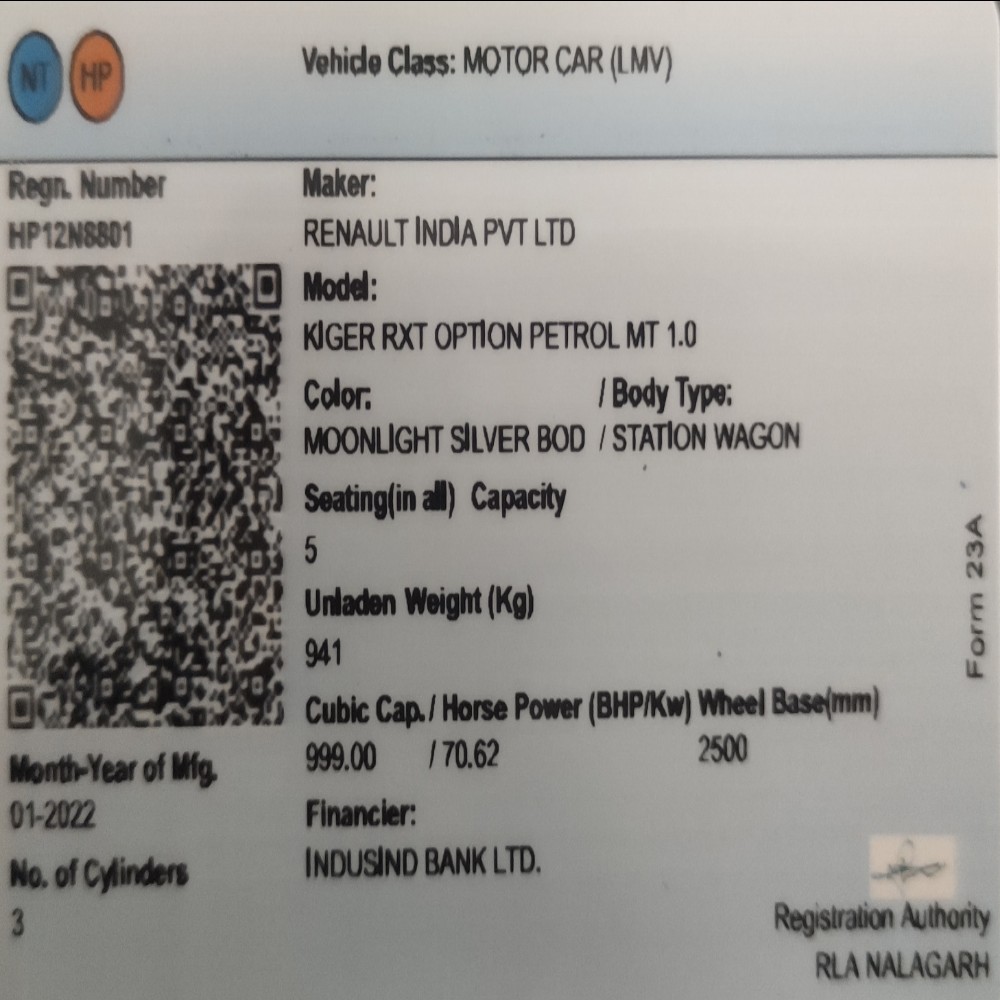 NT HP
Vehicle Class: MOTOR CAR (LMV)
Regn. Number
HP12N8801
Maker:
RENAULT INDIA PVT LTD
Model:
KIGER RXT OPTION PETROL MT 1.0
Color: / Body Type:
MOONLIGHT SILVER BOD / STATION WAGON
Seating(in all) Capacity
5
Unladen Weight (Kg)
941
Cubic Cap. / Horse Power (BHP/Kw) Wheel Base(mm)
999.00 / 70.62 2500
Month-Year of Mfg.
01-2022
Financier:
INDUSIND BANK LTD.
No. of Cylinders
3
Form 23A
Registration Authority
RLA NALAGARH